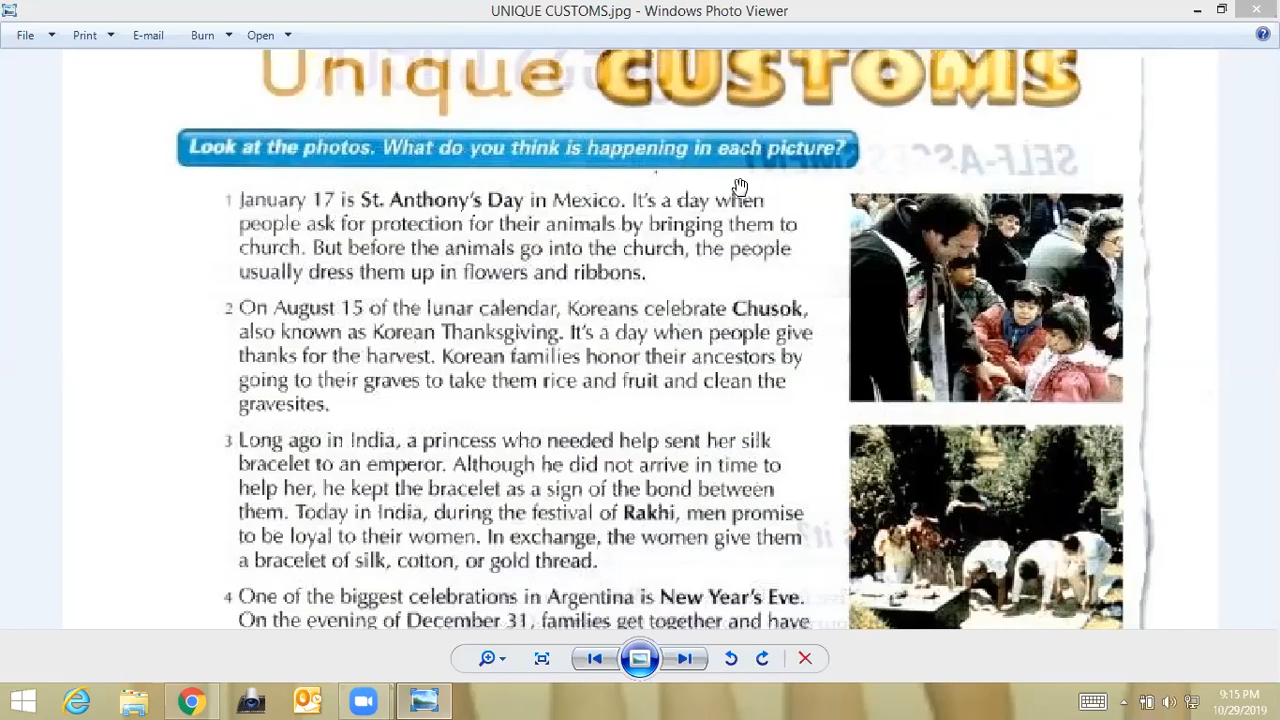 UNIQUE CUSTOMS.jpg - Windows Photo Viewer
File Print E-mail Burn Open
Unique CUSTOMS
Look at the photos. What do you think is happening in each picture?
SELF-ASSESSMENT
1 January 17 is St. Anthony's Day in Mexico. It's a day when
people ask for protection for their animals by bringing them to
church. But before the animals go into the church, the people
usually dress them up in flowers and ribbons.
2 On August 15 of the lunar calendar, Koreans celebrate Chusok,
also known as Korean Thanksgiving. It's a day when people give
thanks for the harvest. Korean families honor their ancestors by
going to their graves to take them rice and fruit and clean the
gravesites.
3 Long ago in India, a princess who needed help sent her silk
bracelet to an emperor. Although he did not arrive in time to
help her, he kept the bracelet as a sign of the bond between
them. Today in India, during the festival of Rakhi, men promise
to be loyal to their women. In exchange, the women give them
a bracelet of silk, cotton, or gold thread.
4 One of the biggest celebrations in Argentina is New Year's Eve.
On the evening of December 31, families get together and have
9:15 PM
10/29/2019